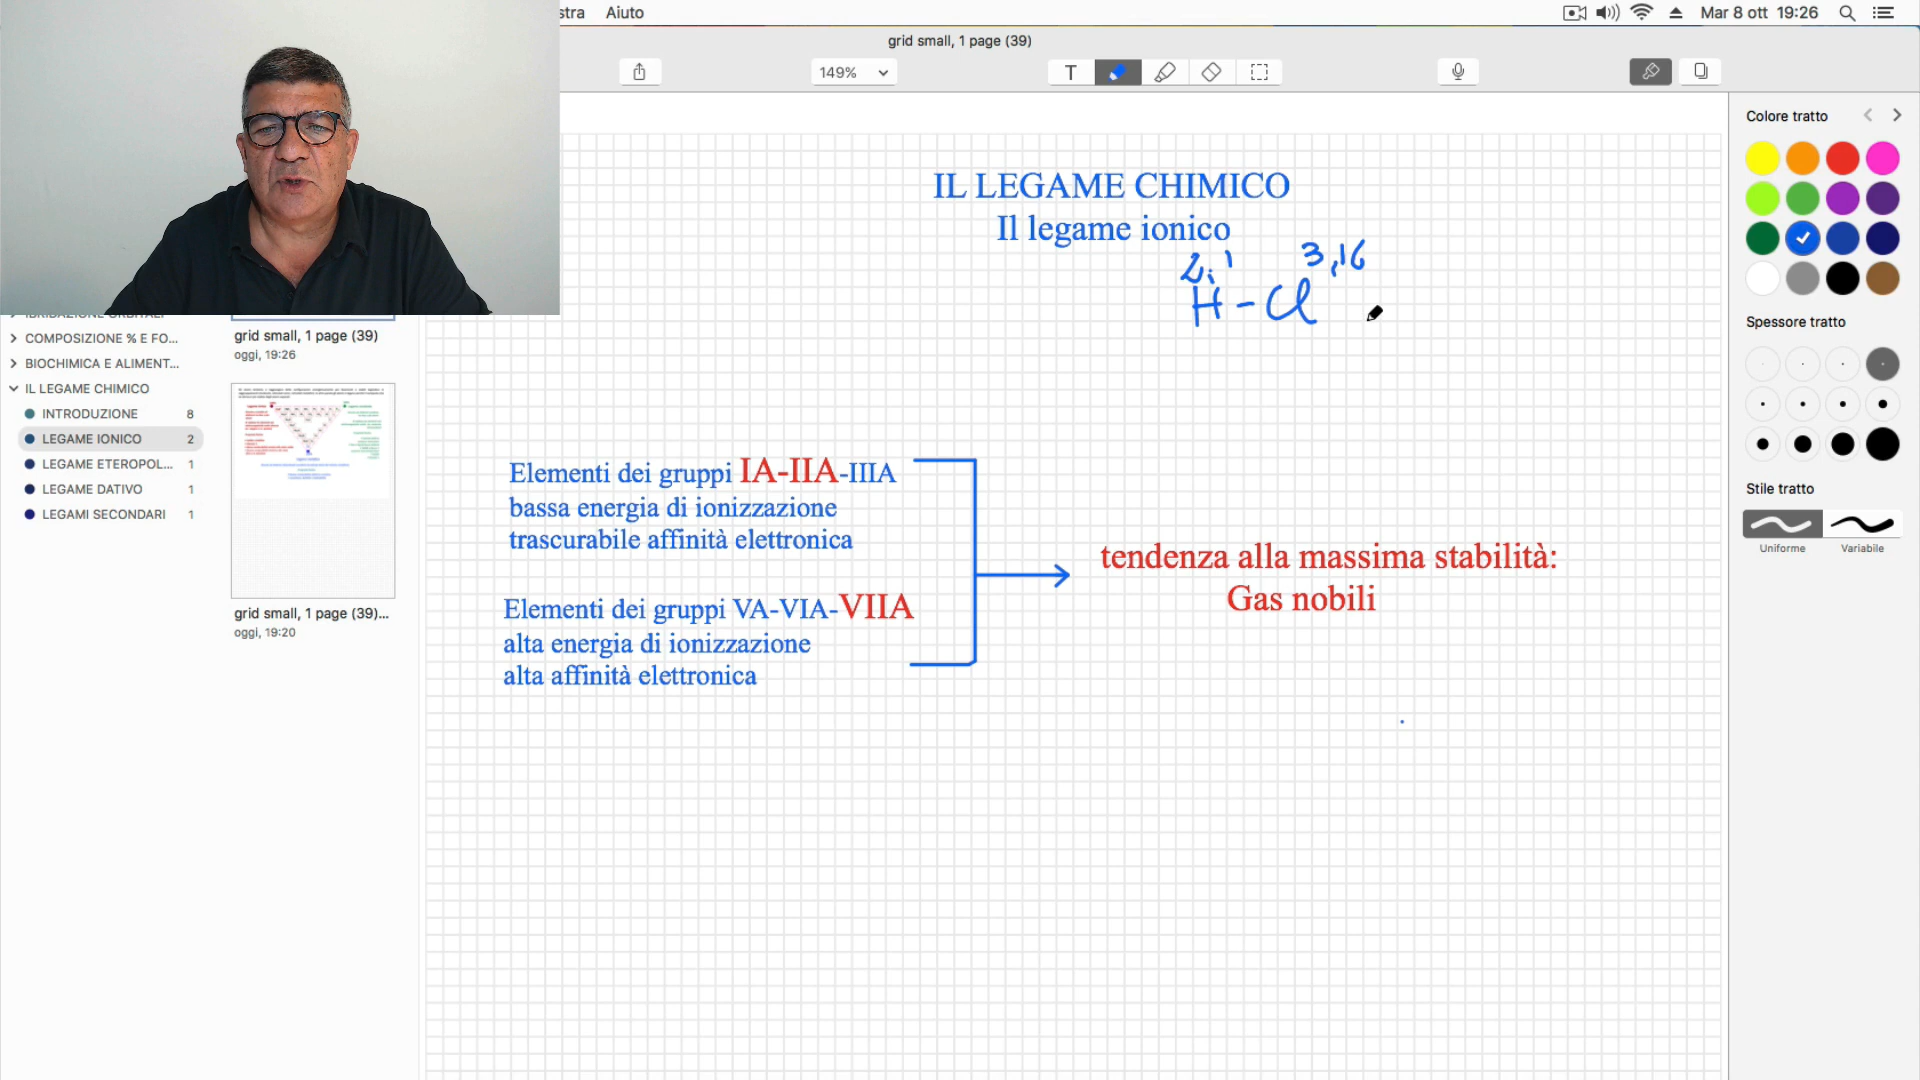 stra Aiuto
Mar 8 ott 19:26
grid small, 1 page (39)
149%
T
IL LEGAME CHIMICO
Il legame ionico
2,1 3,16
H - Cl
Elementi dei gruppi IA-IIA-IIIA
bassa energia di ionizzazione
trascurabile affinità elettronica
Elementi dei gruppi VA-VIA-VIIA
alta energia di ionizzazione
alta affinità elettronica
tendenza alla massima stabilità:
Gas nobili
COMPOSIZIONE % E FO...
BIOCHIMICA E ALIMENT...
IL LEGAME CHIMICO
INTRODUZIONE 8
LEGAME IONICO 2
LEGAME ETEROPOL... 1
LEGAME DATIVO 1
LEGAMI SECONDARI 1
grid small, 1 page (39)
oggi, 19:26
grid small, 1 page (39)...
oggi, 19:20
Colore tratto
Spessore tratto
Stile tratto
Uniforme Variabile